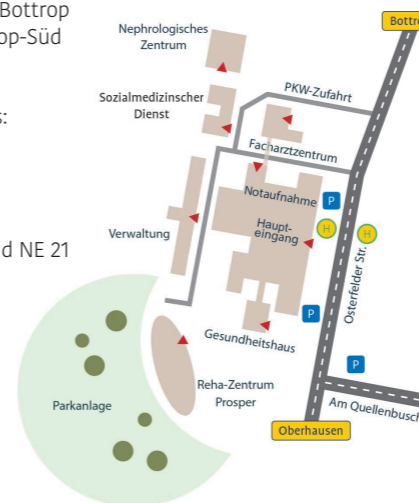 Bottrop
op-Süd
s:
d NE 21
Bottro
Nephrologisches
Zentrum
PKW-Zufahrt
Sozialmedizinscher
Dienst
Facharztzentrum
Notaufnahme
P
Haupt-
eingang
H
H
Verwaltung
Osterfelder Str.
P
Gesundheitshaus
P
Reha-Zentrum
Prosper
Parkanlage
Am Quellenbusch
Oberhausen